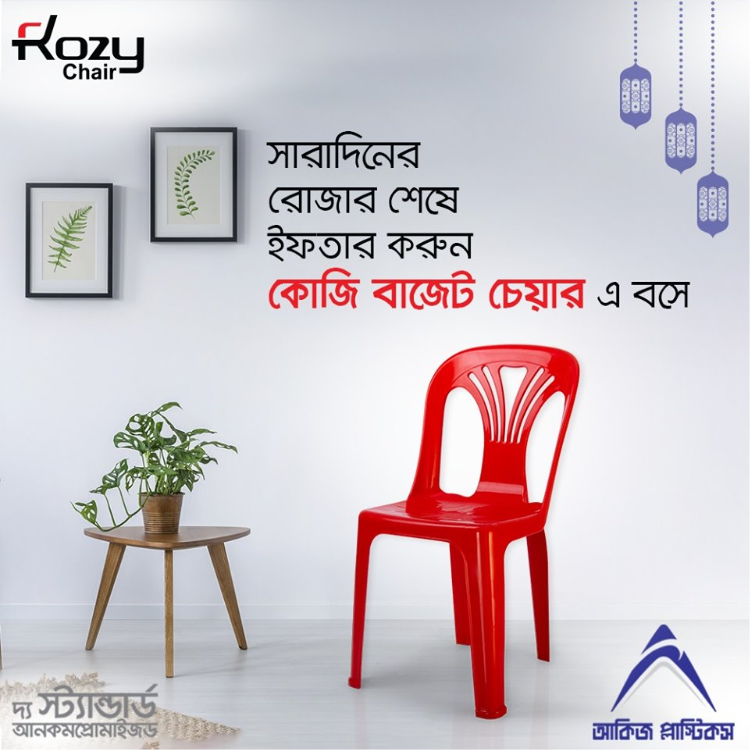 Kozy
Chair
সারাদিনের
রোজার শেষে
ইফতার করুন
কোজি বাজেট চেয়ার এ বসে
দ্য স্ট্যান্ডার্ড
আনকমপ্রোমাইজড
আকিজ প্লাস্টিকস